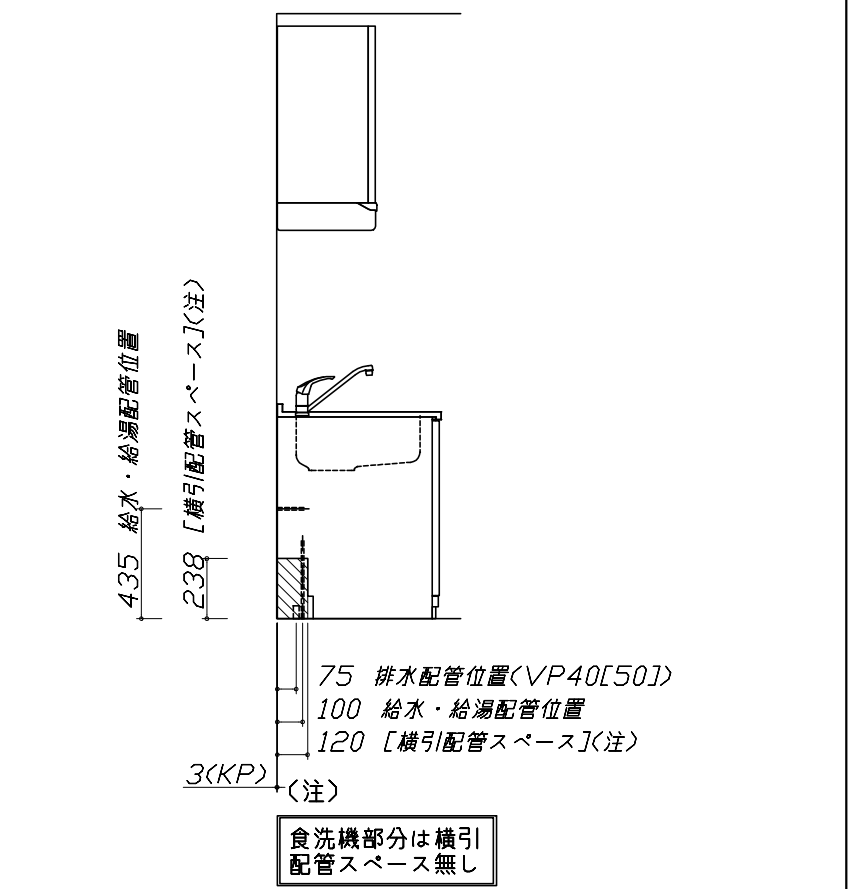 435 給水・給湯配管位置
238 [横引配管スペース](注)
75 排水配管位置(VP40[50])
100 給水・給湯配管位置
120 [横引配管スペース](注)
3(KP)
(注)
食洗機部分は横引
配管スペース無し